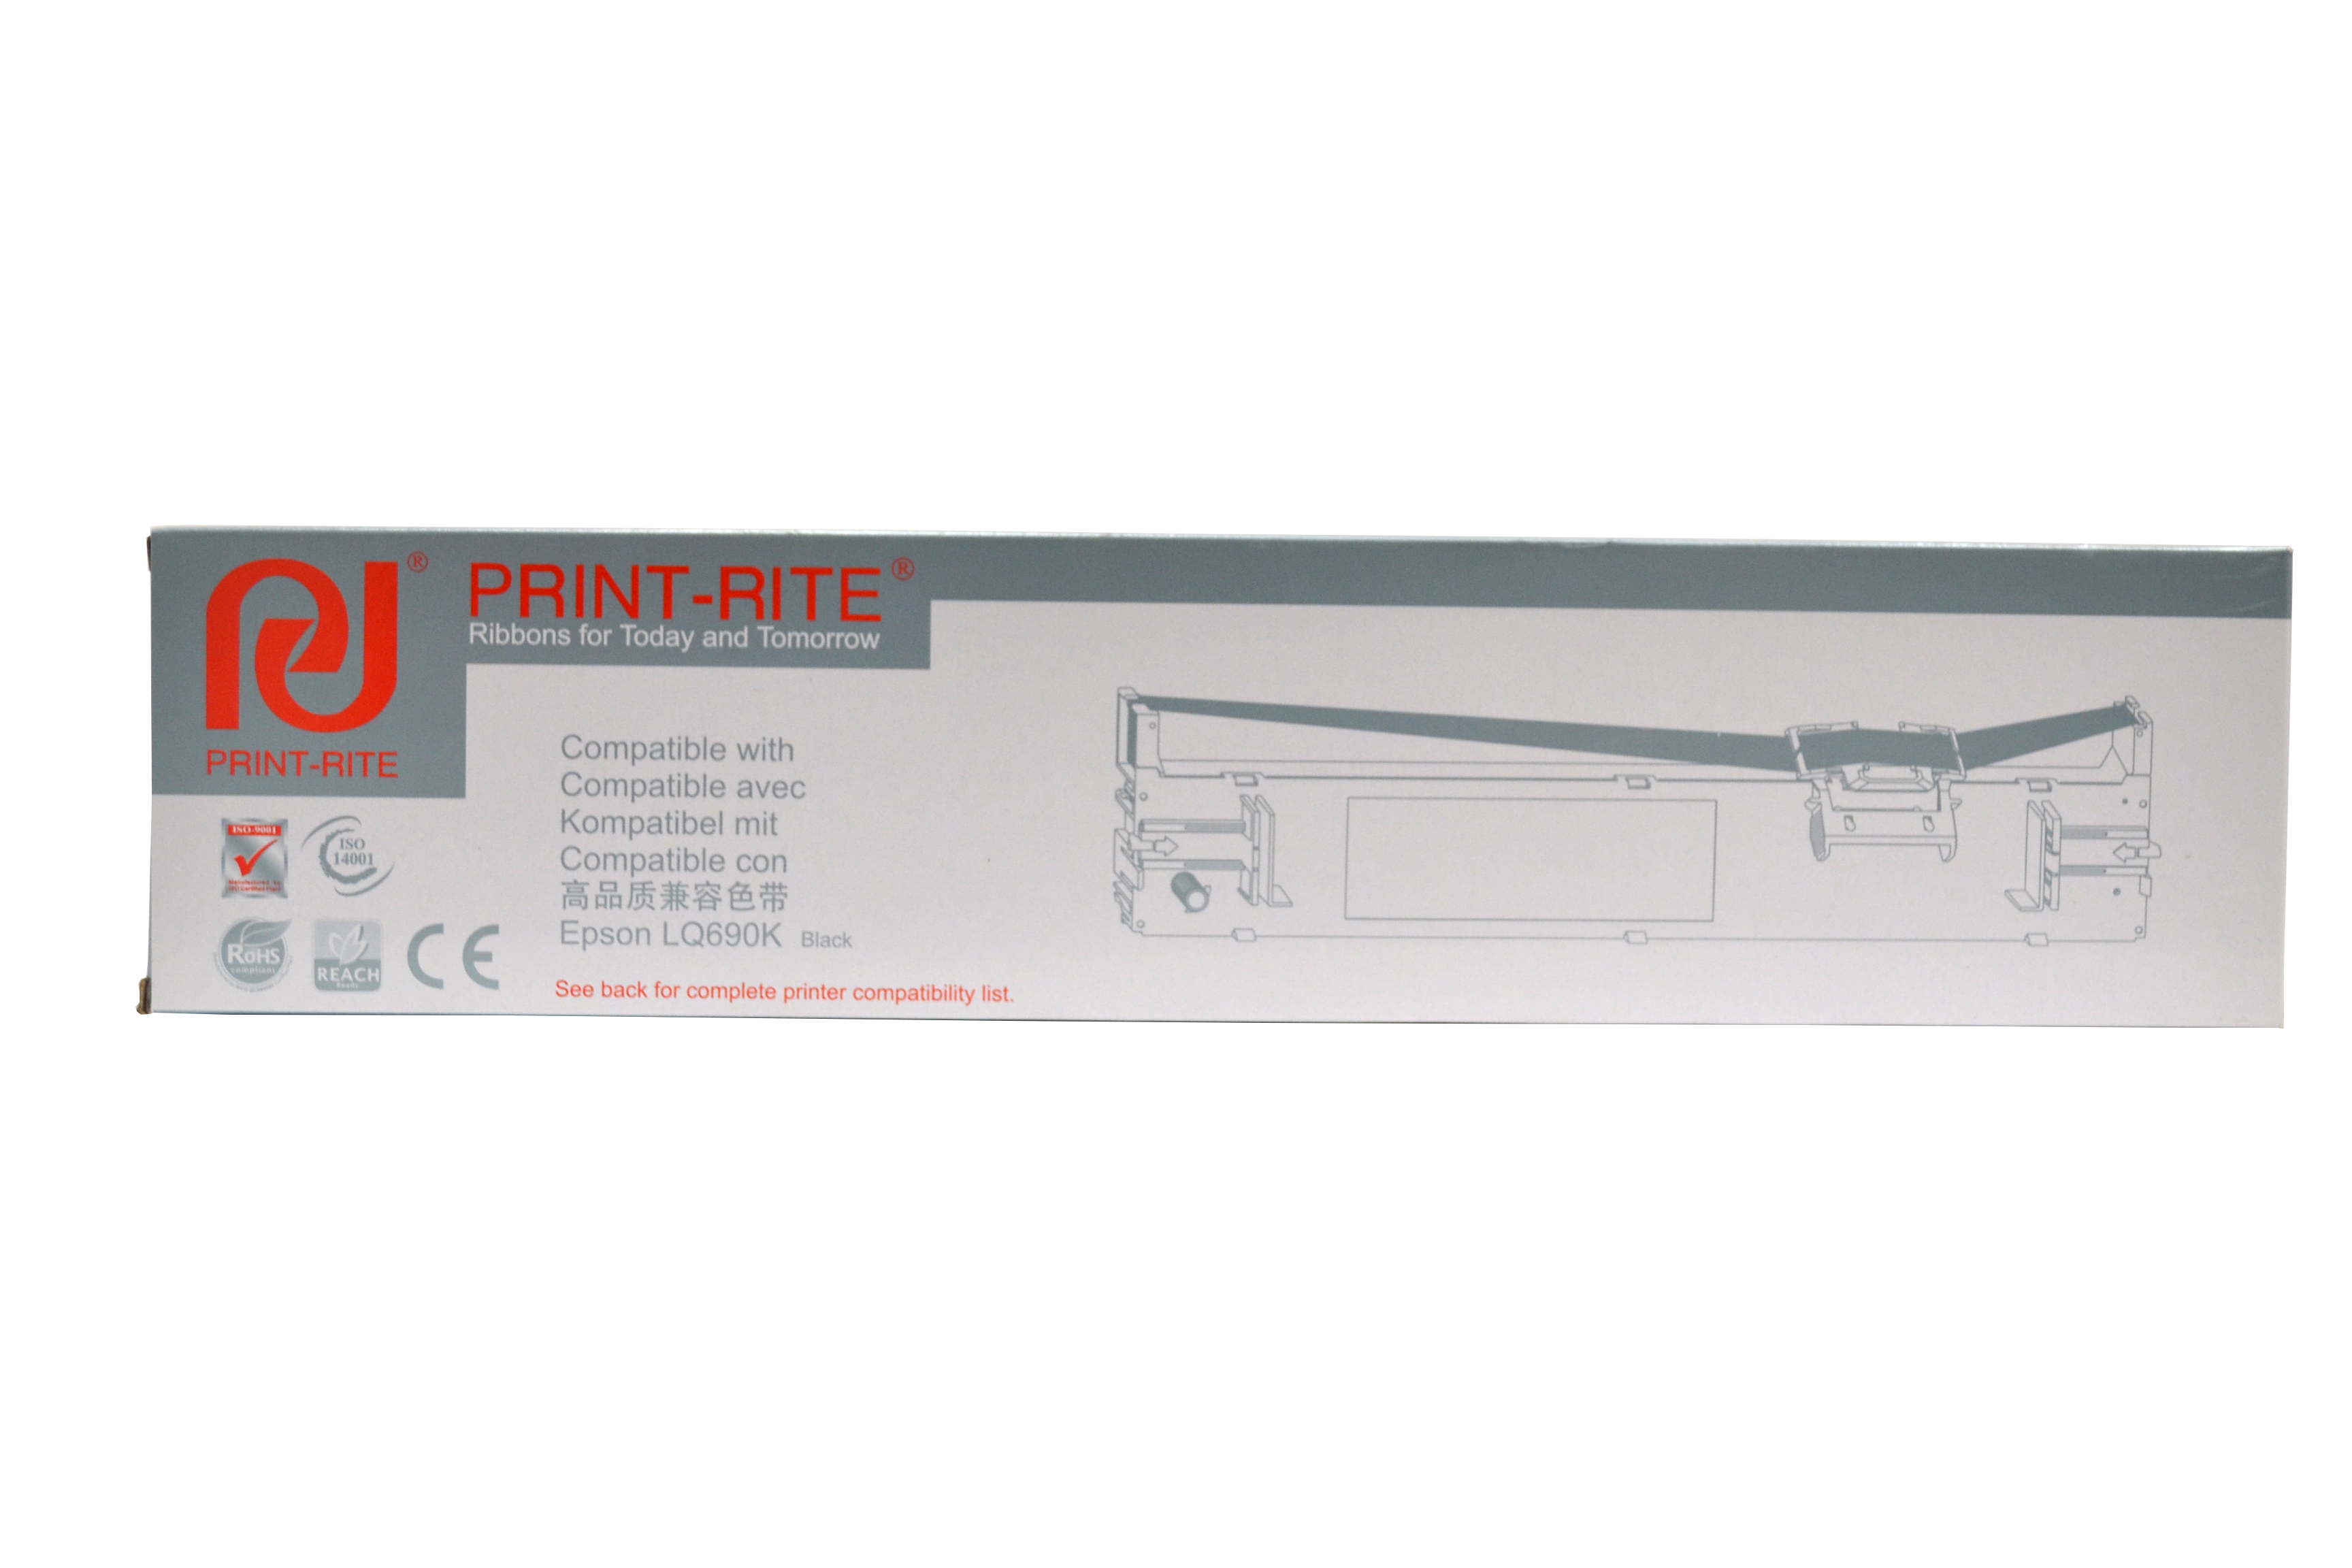 ®
PRINT-RITE®
Ribbons for Today and Tomorrow
PRINT-RITE
Compatible with
Compatible avec
Kompatibel mit
Compatible con
高品质兼容色带
Epson LQ690K Black
See back for complete printer compatibility list.
ISO-9001
ISO
14001
RoHS
compliant
REACH
Ready
CE